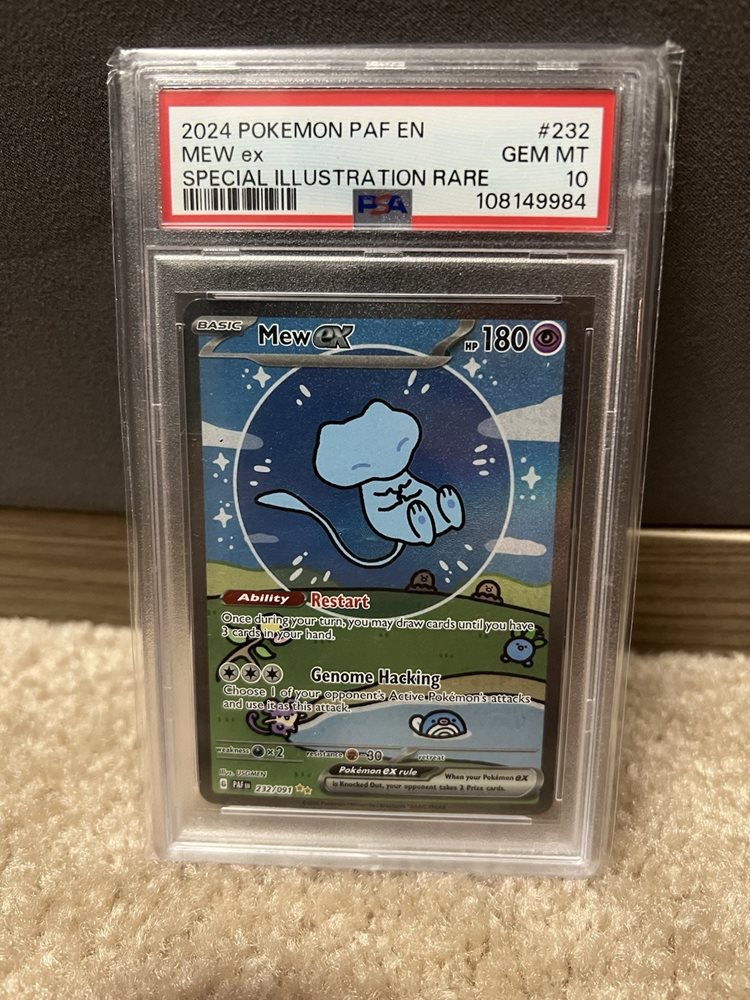 2024 POKEMON PAF EN #232
MEW ex GEM MT
SPECIAL ILLUSTRATION RARE 10
PSA 108149984
BASIC Mew ex HP 180
Ability Restart
Once during your turn, you may draw cards until you have
3 cards in your hand.
Genome Hacking
Choose 1 of your opponent's Active Pokémon's attacks
and use it as this attack.
weakness ×2 resistance -30 retreat
Pokémon ex rule When your Pokémon ex
is Knocked Out, your opponent takes 2 Prize cards.
Illus. USGMEN
G PAF EN 232/091